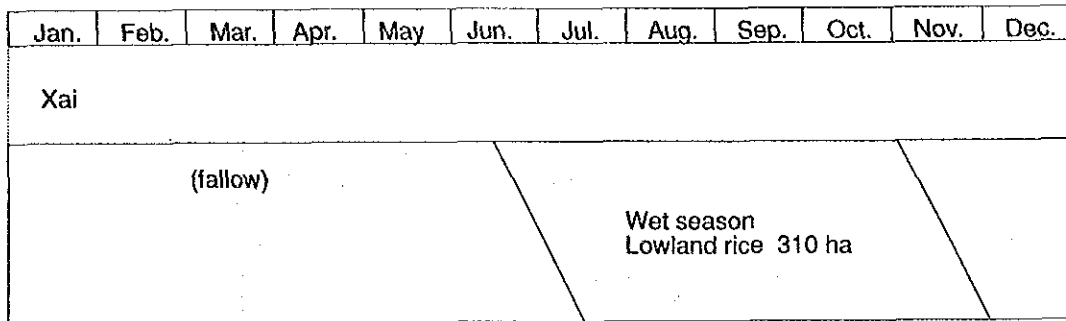 Jan. Feb. Mar. Apr. May Jun. Jul. Aug. Sep. Oct. Nov. Dec.
Xai
(fallow)
Wet season
Lowland rice 310 ha